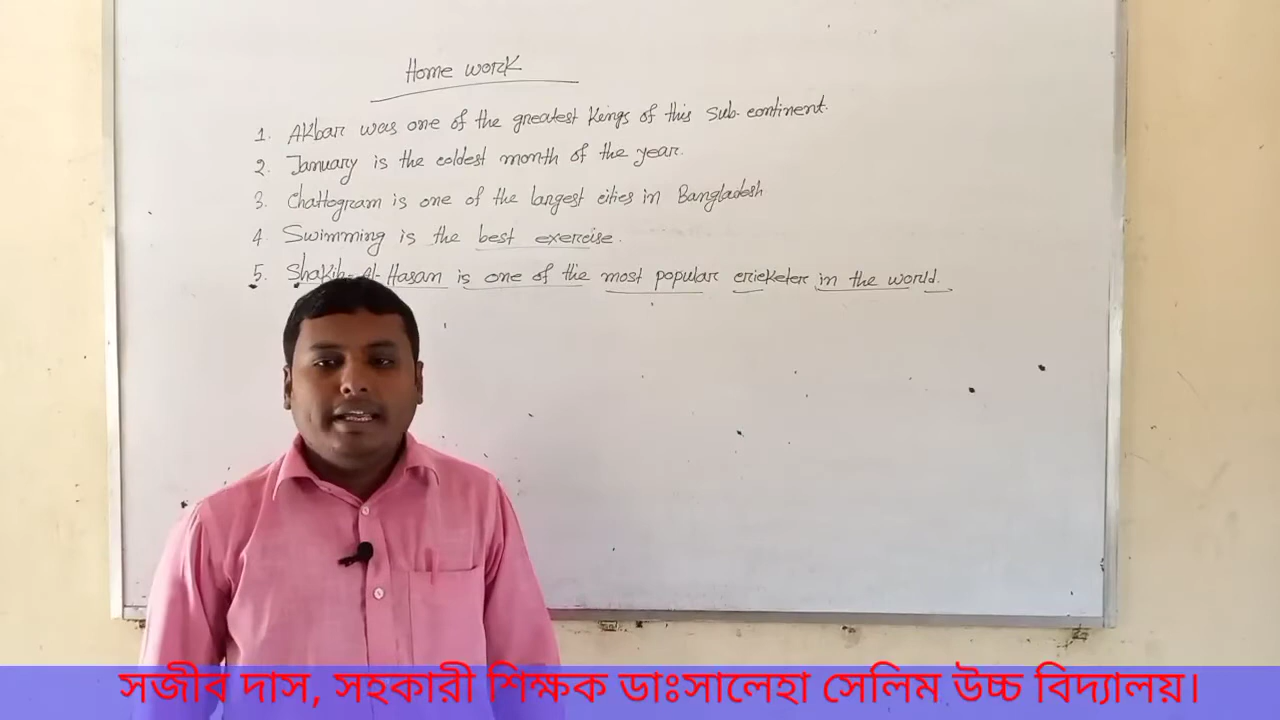 Home work
1. Akbar was one of the greatest kings of this sub-continent.
2. January is the coldest month of the year.
3. Chattogram is one of the largest cities in Bangladesh
4. Swimming is the best exercise.
5. Shakib-Al-Hasam is one of the most popular cricketer in the world.
সজীব দাস, সহকারী শিক্ষক ডাঃসালেহা সেলিম উচ্চ বিদ্যালয়।